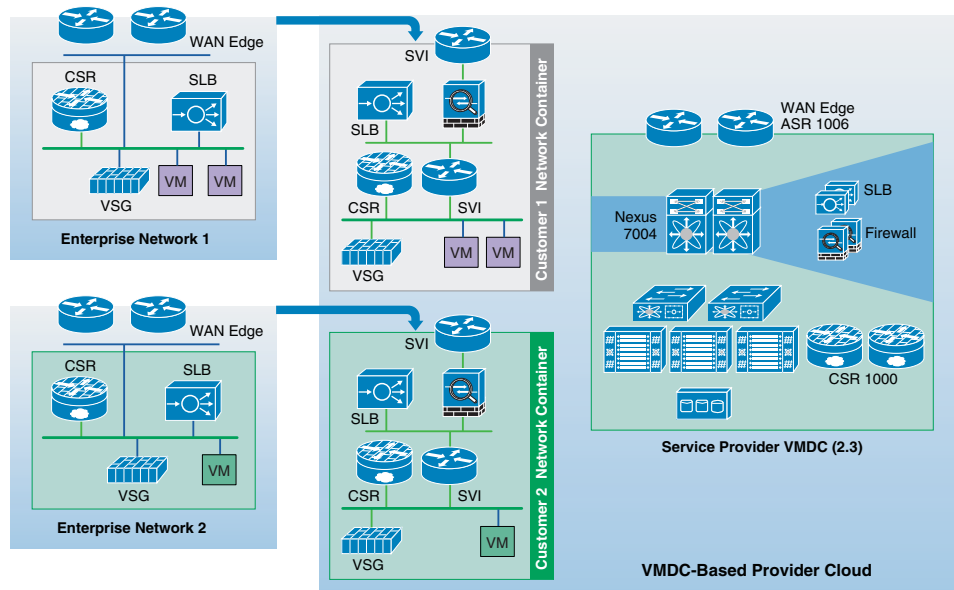 WAN Edge
CSR
SLB
VM
VM
VSG
Enterprise Network 1
WAN Edge
CSR
SLB
VM
VSG
Enterprise Network 2
SVI
SLB
CSR
SVI
VM
VM
VSG
Customer 1 Network Container
SVI
SLB
CSR
SVI
VM
VSG
Customer 2 Network Container
WAN Edge
ASR 1006
Nexus
7004
SLB
Firewall
CSR 1000
Service Provider VMDC (2.3)
VMDC-Based Provider Cloud